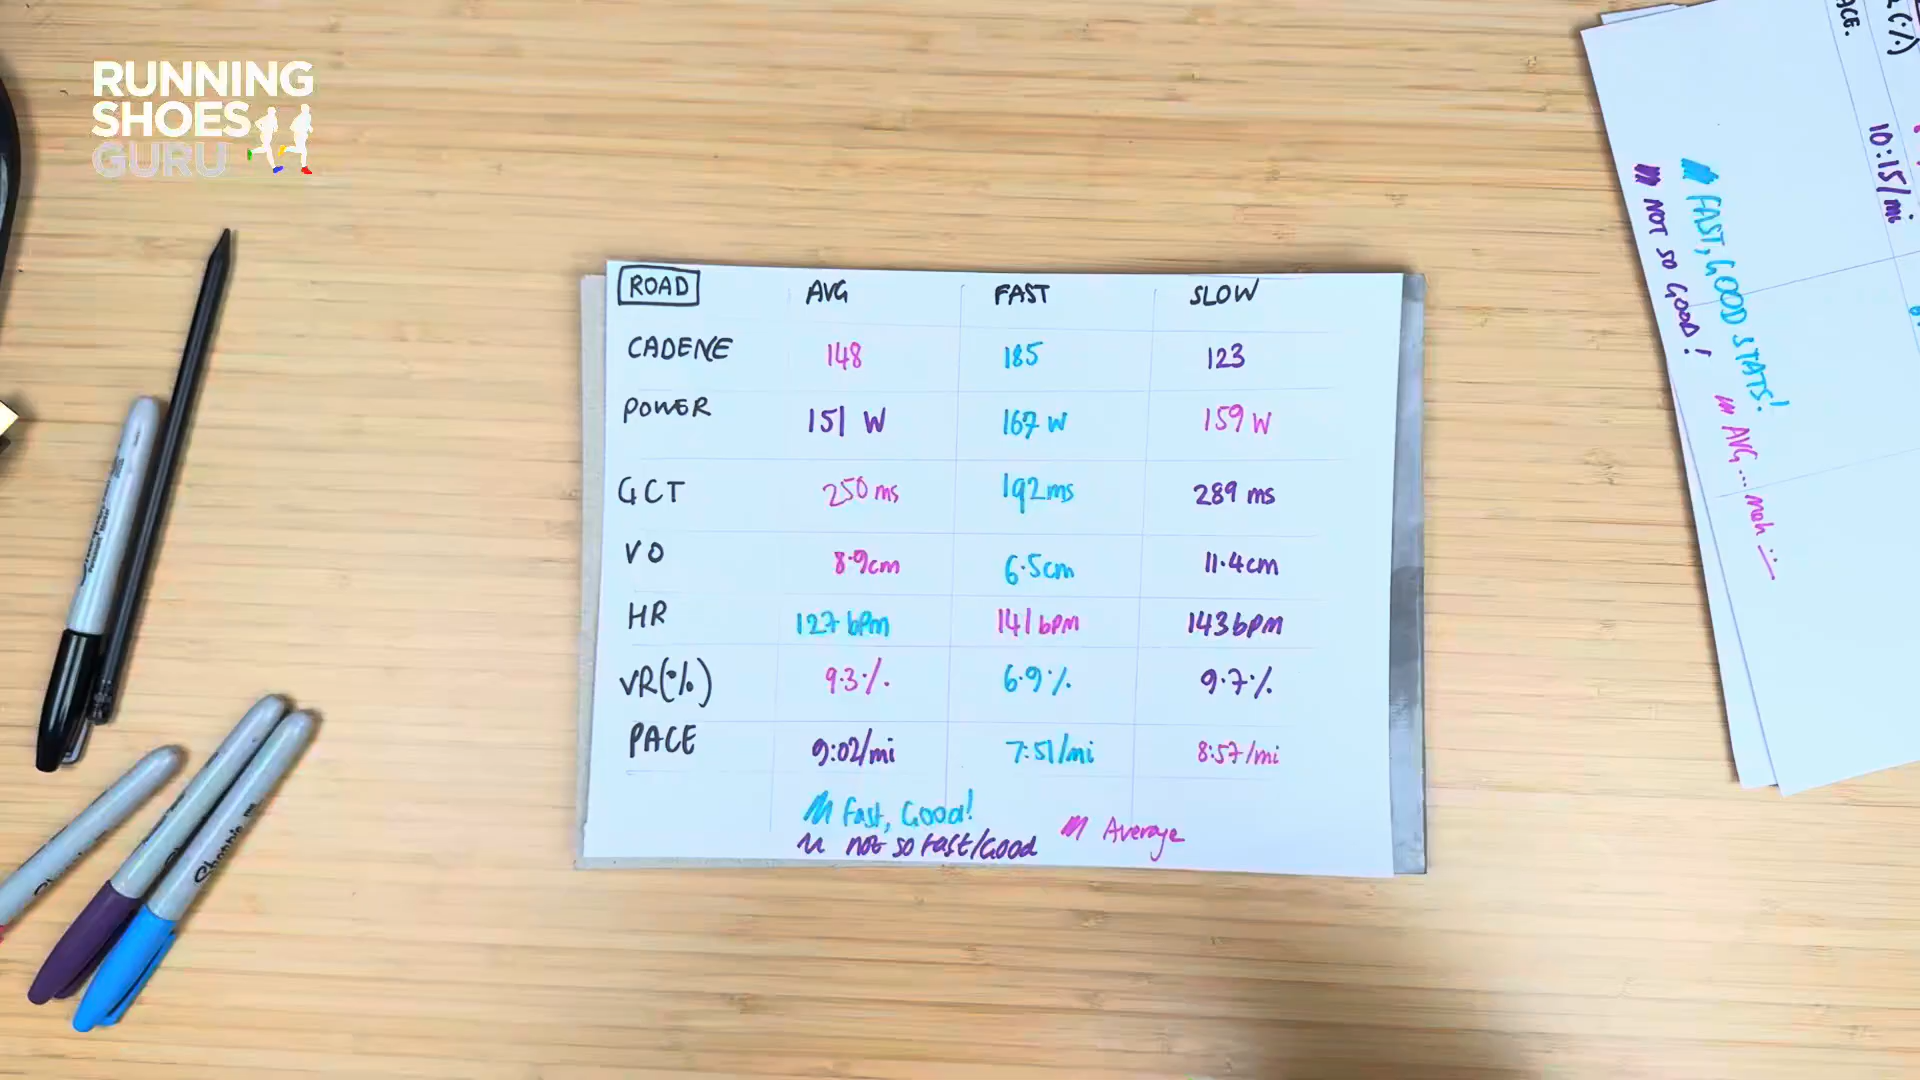 RUNNING
SHOES
GURU
ROAD AVG FAST SLOW
CADENE 148 185 123
POWER 151 W 167 W 159 W
GCT 250 ms 192ms 289 ms
VO 8.9cm 6.5cm 11.4cm
HR 127 bpm 141 bpm 143 bpm
VR(%) 9.3% 6.9% 9.7%
PACE 9:02/mi 7:51/mi 8:57/mi
Fast, Good!
not so fast/Good
Average
(%)
ACE.
10:15/mi
FAST, GOOD STATS!
NOT SO GOOD!
AVG... meh